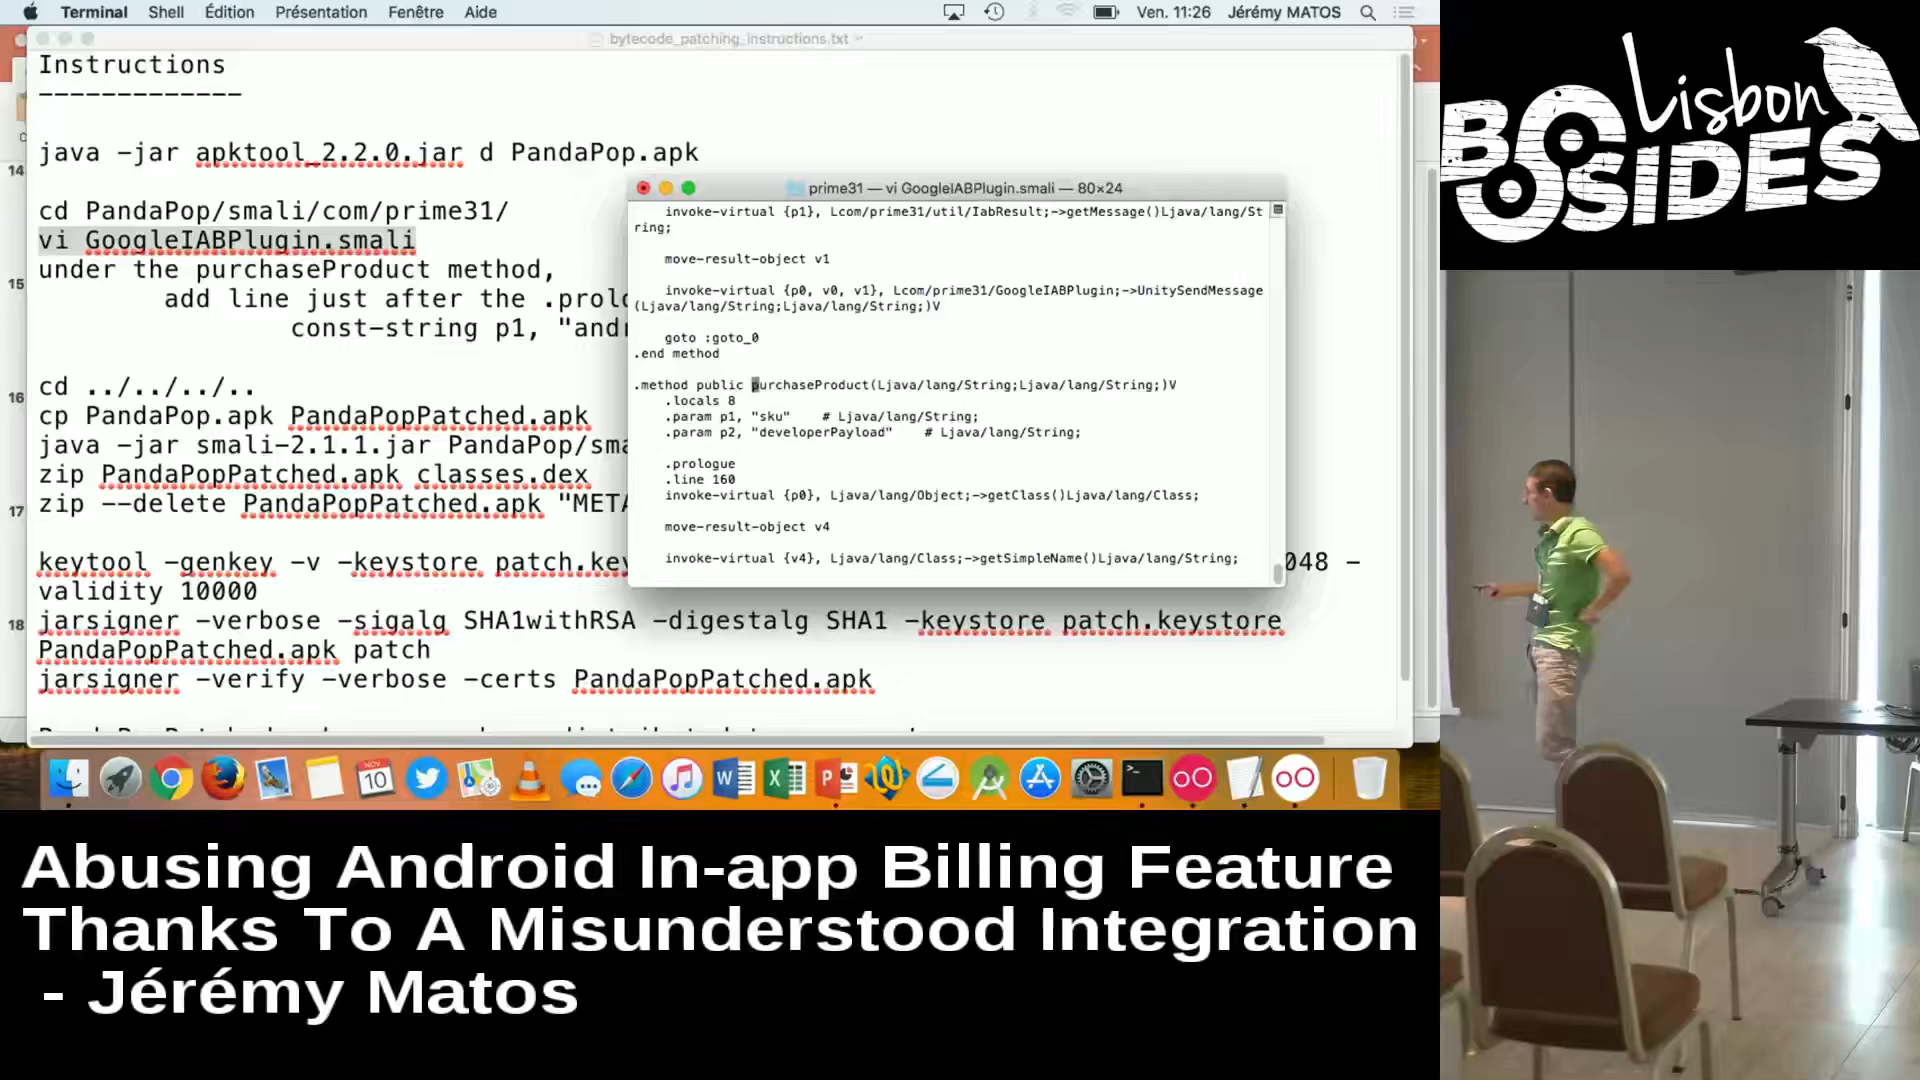 Terminal Shell Édition Présentation Fenêtre Aide Ven. 11:26 Jérémy MATOS
bytecode_patching_instructions.txt
Instructions
-------------
java -jar apktool_2.2.0.jar d PandaPop.apk
cd PandaPop/smali/com/prime31/
vi GoogleIABPlugin.smali
under the purchaseProduct method,
add line just after the
const-string p1,
cd ../../../..
cp PandaPop.apk PandaPopPatched.apk
java -jar smali-2.1.1.jar
zip PandaPopPatched.apk classes.dex
zip --delete PandaPopPatched.apk "META
keytool -genkey -v -keystore 048 -
validity 10000
jarsigner -verbose -sigalg SHA1withRSA -digestalg SHA1 -keystore patch.keystore
PandaPopPatched.apk patch
jarsigner -verify -verbose -certs PandaPopPatched.apk
14
15
16
17
18
prime31 — vi GoogleIABPlugin.smali — 80×24
invoke-virtual {p1}, Lcom/prime31/util/IabResult;->getMessage()Ljava/lang/St
ring;
move-result-object v1
invoke-virtual {p0, v0, v1}, Lcom/prime31/GoogleIABPlugin;->UnitySendMessage
(Ljava/lang/String;Ljava/lang/String;)V
goto :goto_0
.end method
.method public purchaseProduct(Ljava/lang/String;Ljava/lang/String;)V
.locals 8
.param p1, "sku" # Ljava/lang/String;
.param p2, "developerPayload" # Ljava/lang/String;
.prologue
.line 160
invoke-virtual {p0}, Ljava/lang/Object;->getClass()Ljava/lang/Class;
move-result-object v4
invoke-virtual {v4}, Ljava/lang/Class;->getSimpleName()Ljava/lang/String;
NOV
10
Lisbon
BSIDES
Abusing Android In-app Billing Feature
Thanks To A Misunderstood Integration
- Jérémy Matos